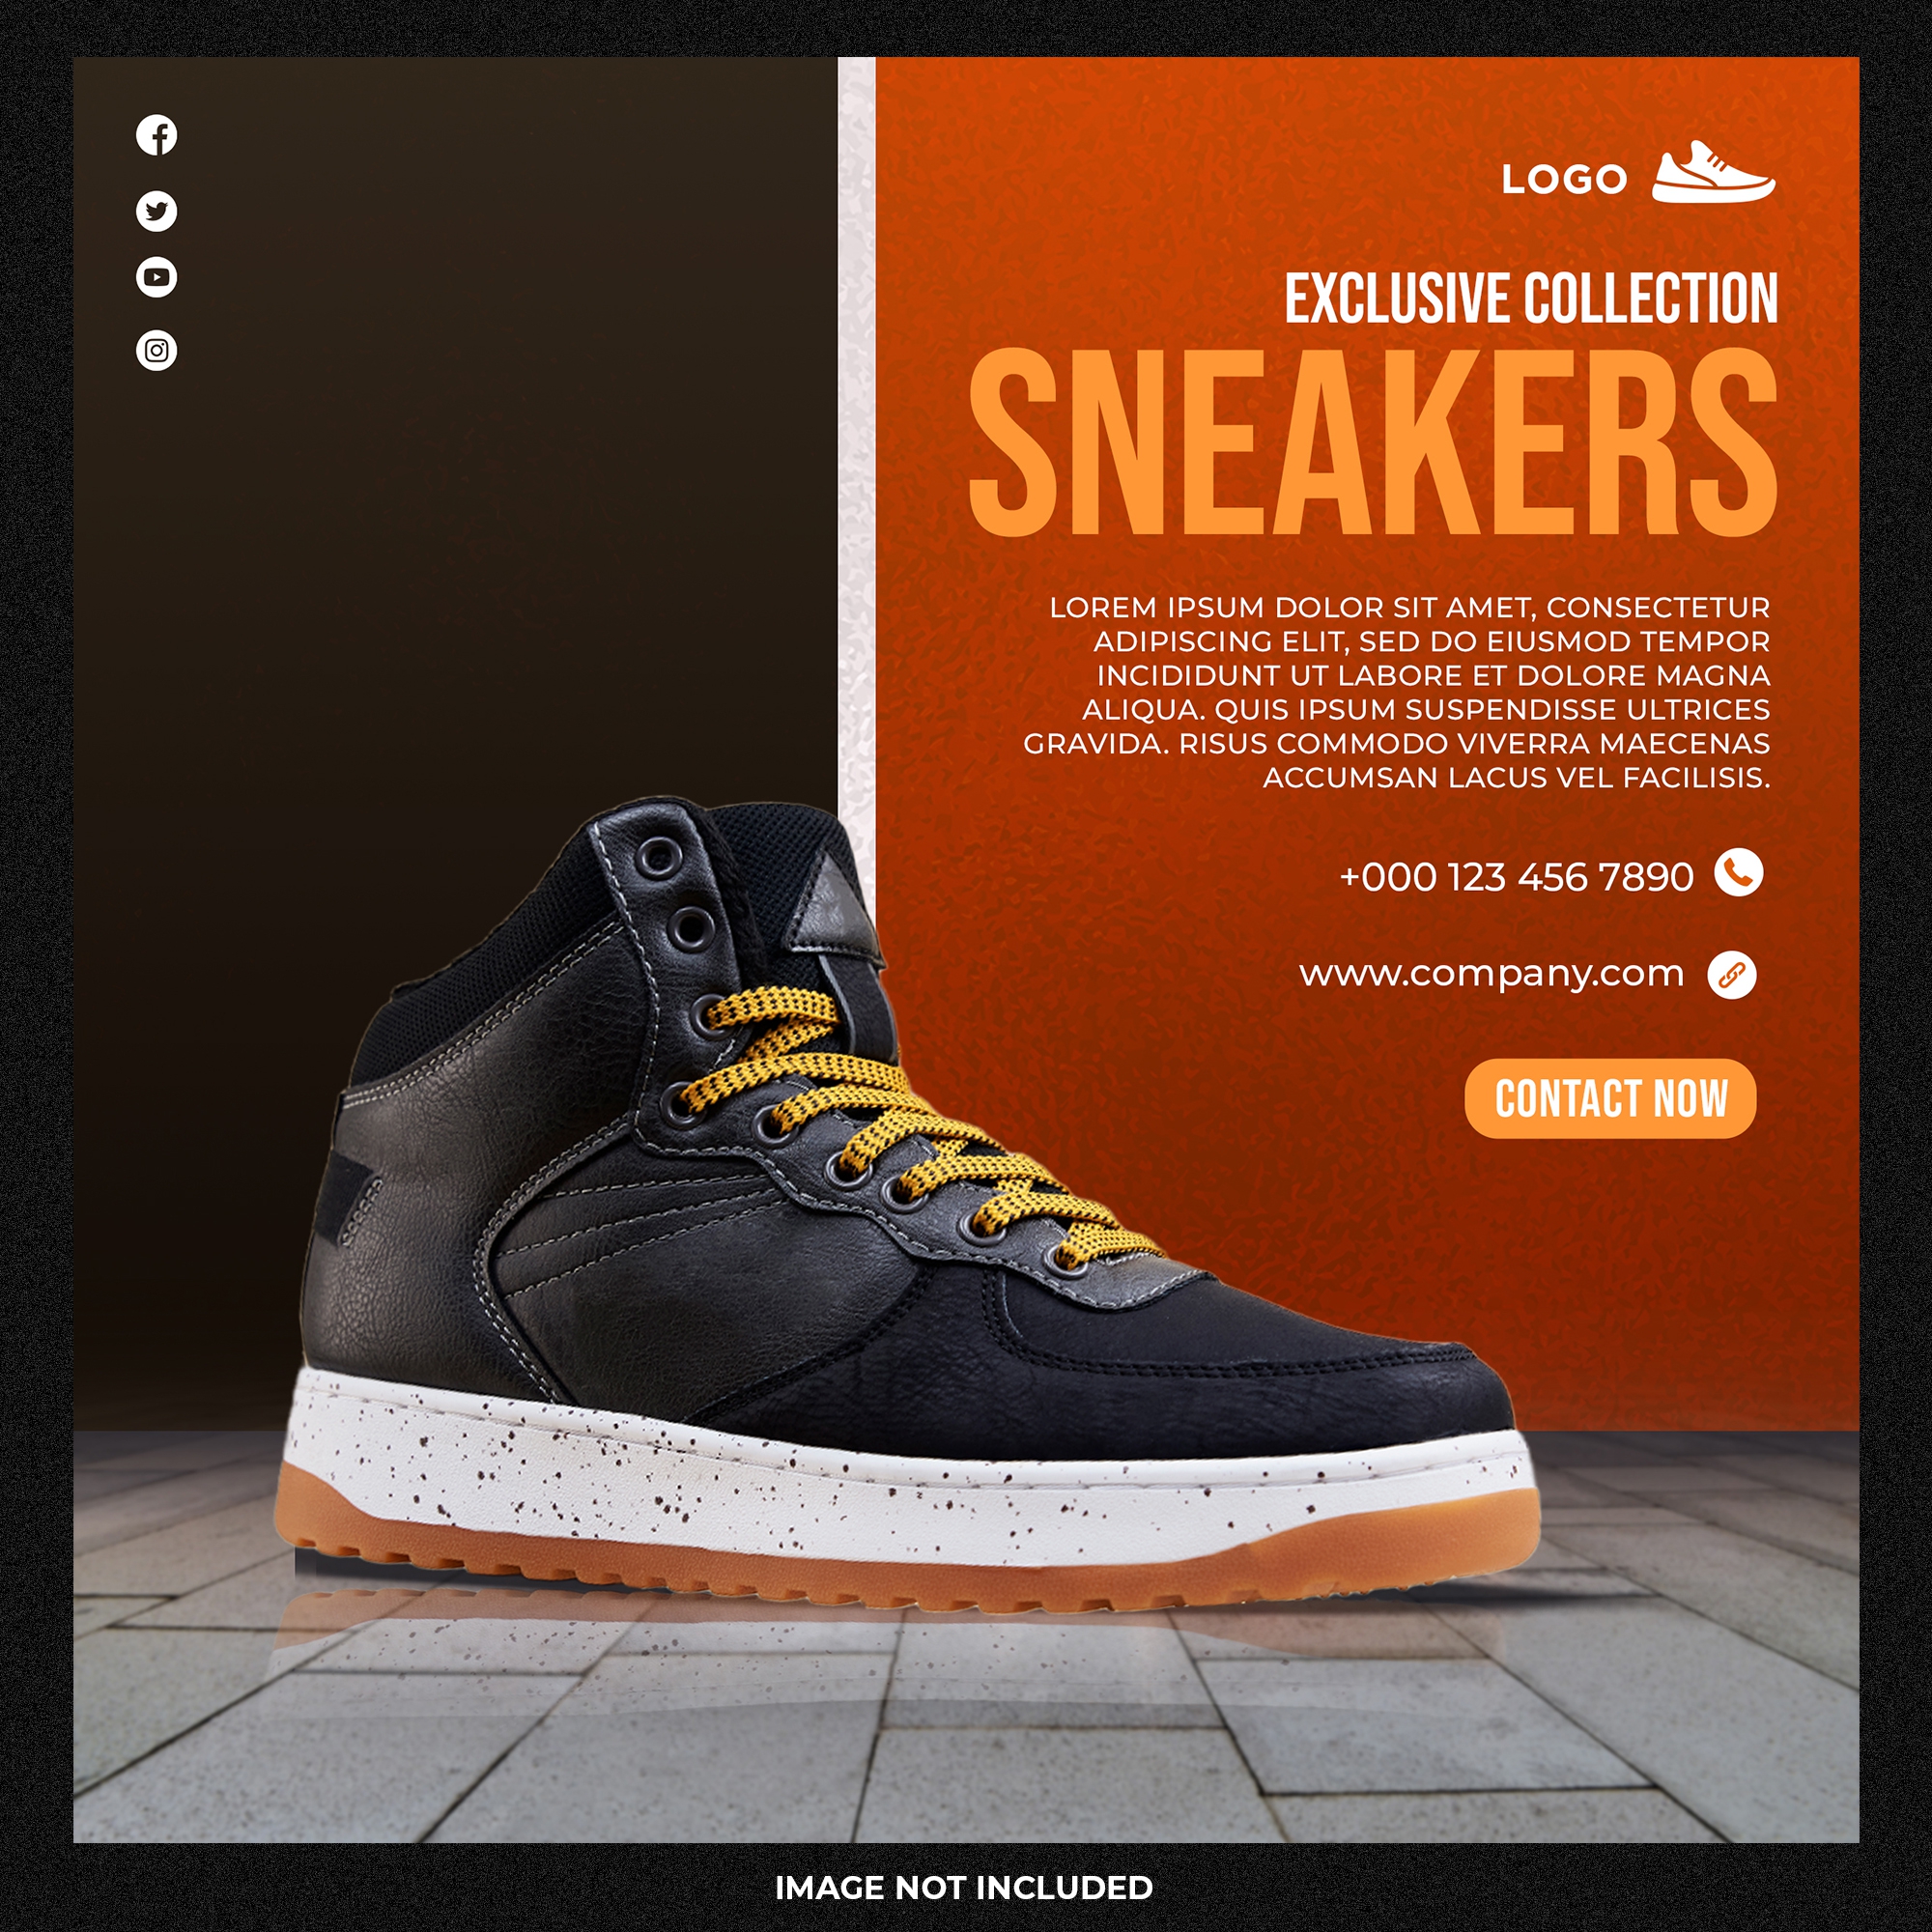 LOGO
EXCLUSIVE COLLECTION
SNEAKERS
LOREM IPSUM DOLOR SIT AMET, CONSECTETUR
ADIPISCING ELIT, SED DO EIUSMOD TEMPOR
INCIDIDUNT UT LABORE ET DOLORE MAGNA
ALIQUA. QUIS IPSUM SUSPENDISSE ULTRICES
GRAVIDA. RISUS COMMODO VIVERRA MAECENAS
ACCUMSAN LACUS VEL FACILISIS.
+000 123 456 7890
www.company.com
CONTACT NOW
IMAGE NOT INCLUDED